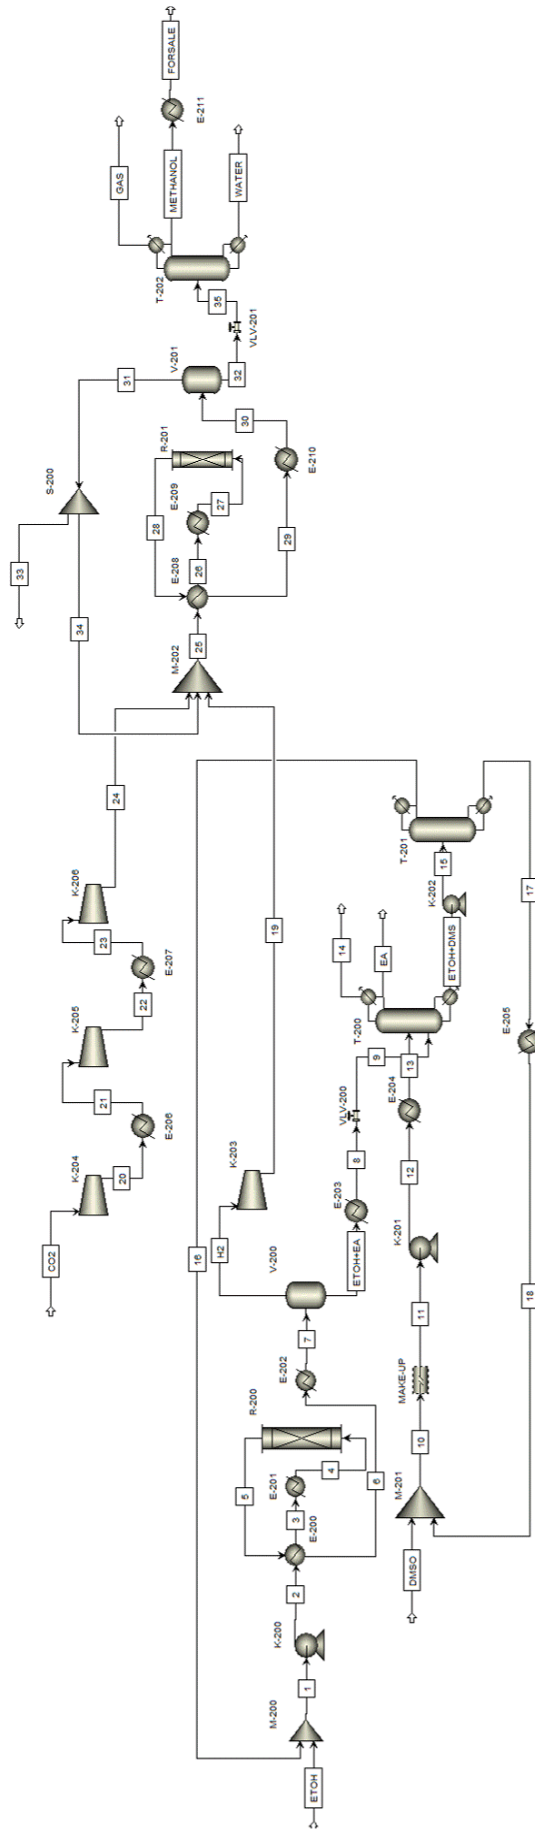 FORSALE
E-211
GAS
METHANOL
WATER
T-202
35
VLV-201
V-201
32
31
30
S-200
33
34
R-201
E-209
27
28
E-208
26
E-210
29
25
M-202
24
K-206
23
E-207
22
K-205
21
E-206
20
K-204
CO2
19
K-203
H2
16
T-201
15
K-202
ETOH+DMS
17
14
EA
T-200
9
13
VLV-200
E-204
E-205
8
12
E-203
ETOH+EA
K-201
V-200
11
18
7
E-202
MAKE-UP
R-200
10
5
4
6
E-201
3
E-200
M-201
DMSO
2
K-200
1
M-200
ETOH